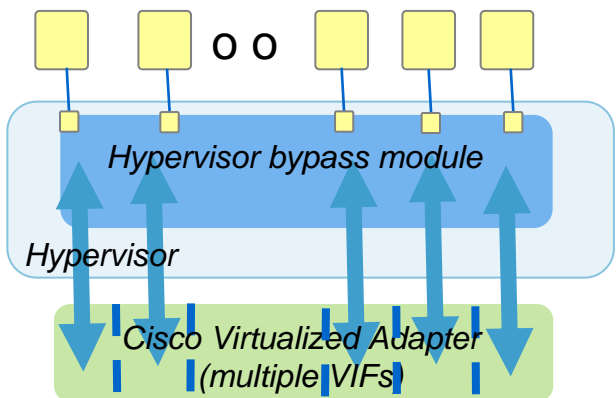 o o
Hypervisor bypass module
Hypervisor
Cisco Virtualized Adapter
(multiple VIFs)